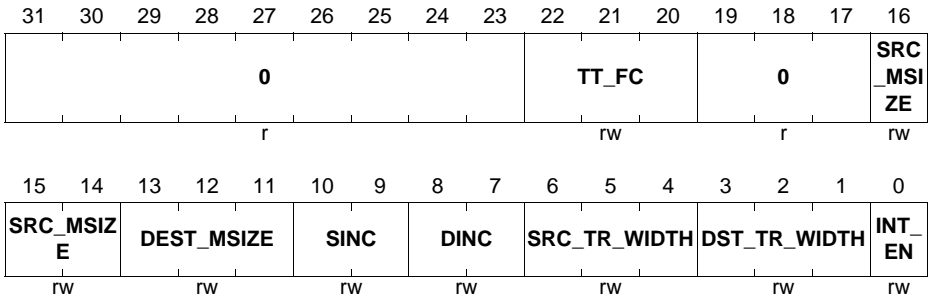 31 30 29 28 27 26 25 24 23 22 21 20 19 18 17 16
0 TT_FC 0 SRC
_MSI
ZE
r rw r rw
15 14 13 12 11 10 9 8 7 6 5 4 3 2 1 0
SRC_MSIZ
E DEST_MSIZE SINC DINC SRC_TR_WIDTH DST_TR_WIDTH INT_
EN
rw rw rw rw rw rw rw